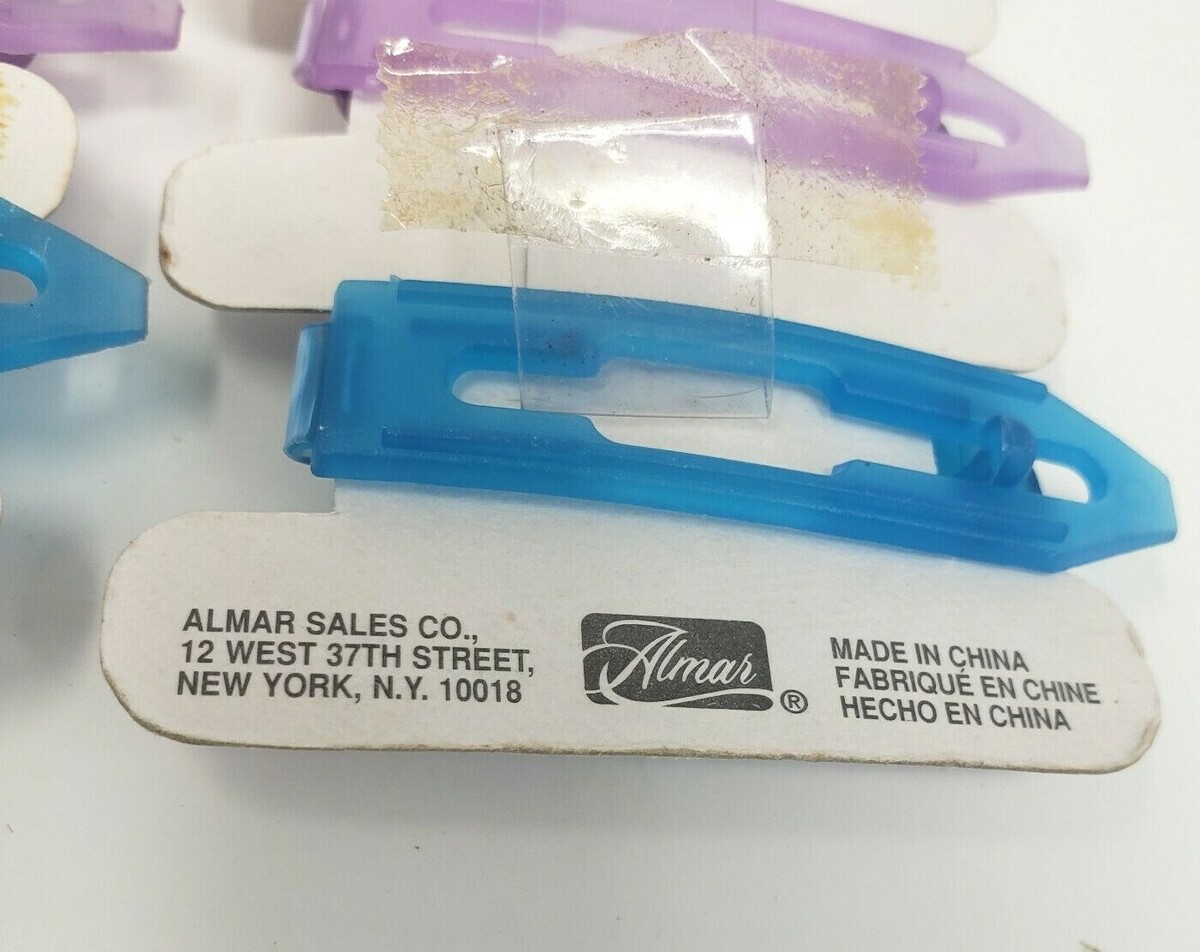 ALMAR SALES CO.,
12 WEST 37TH STREET,
NEW YORK, N.Y. 10018
Almar
®
MADE IN CHINA
FABRIQUÉ EN CHINE
HECHO EN CHINA